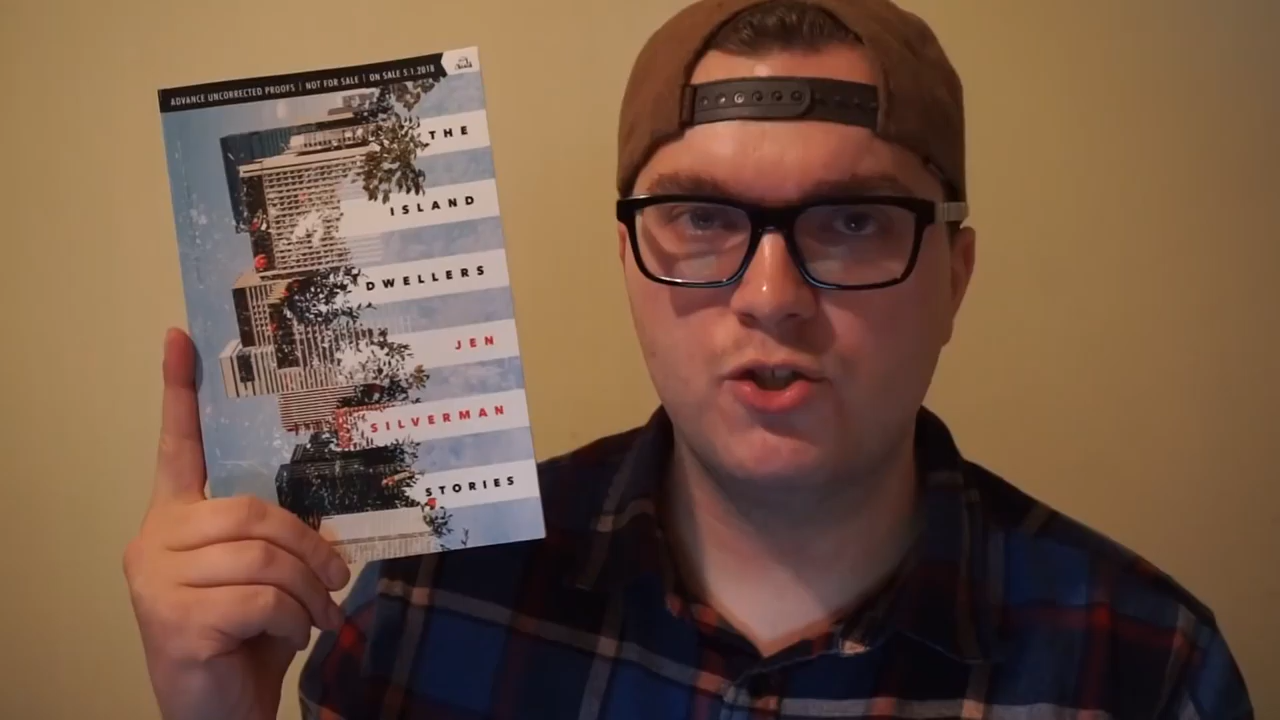 ADVANCE UNCORRECTED PROOFS | NOT FOR SALE | ON SALE 5.1.2018
THE
ISLAND
DWELLERS
JEN
SILVERMAN
STORIES